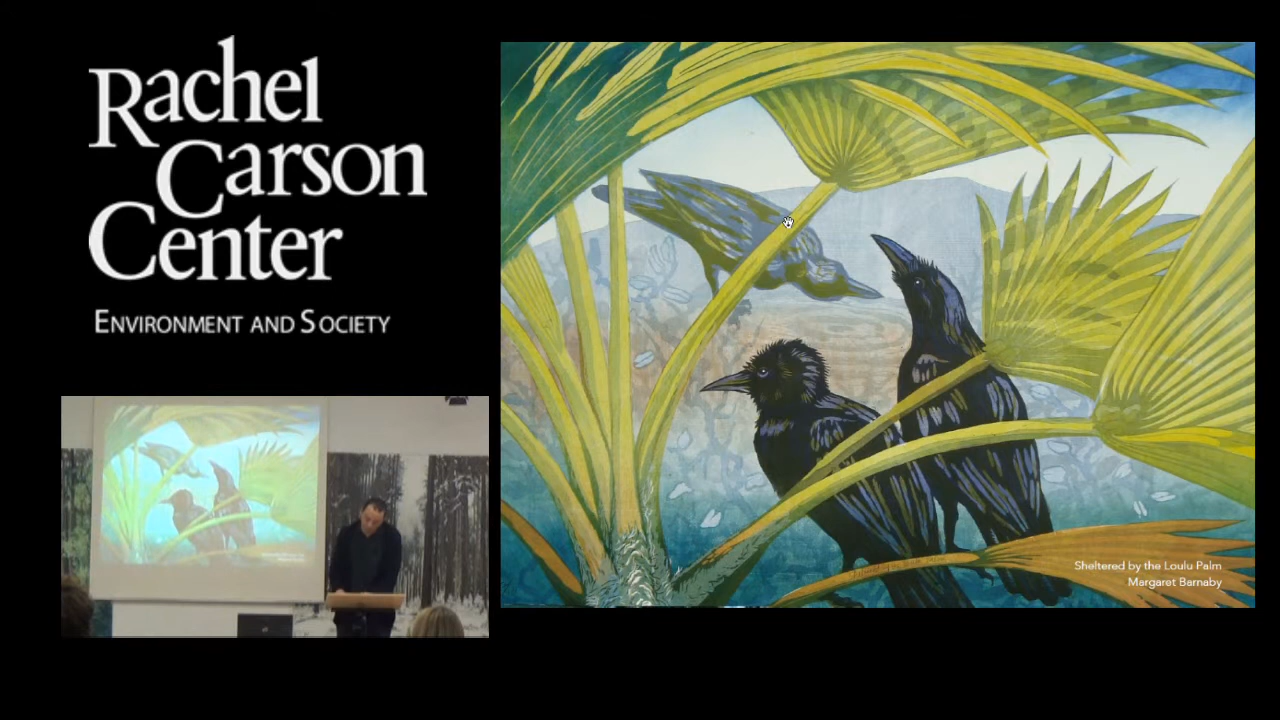 Rachel
Carson
Center
ENVIRONMENT AND SOCIETY
Sheltered by the Loulu Palm
Margaret Barnaby